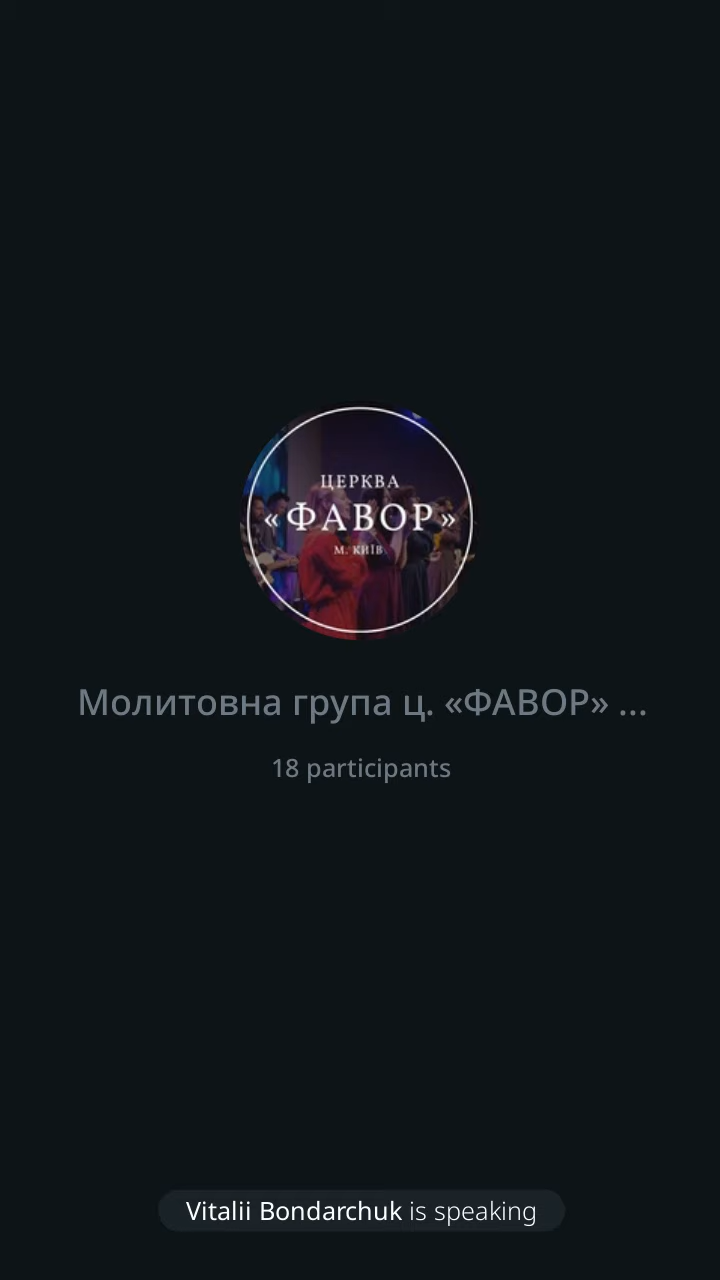 ЦЕРКВА
«ФАВОР»
М. КИЇВ
Молитовна група ц. «ФАВОР» ...
18 participants
Vitalii Bondarchuk is speaking